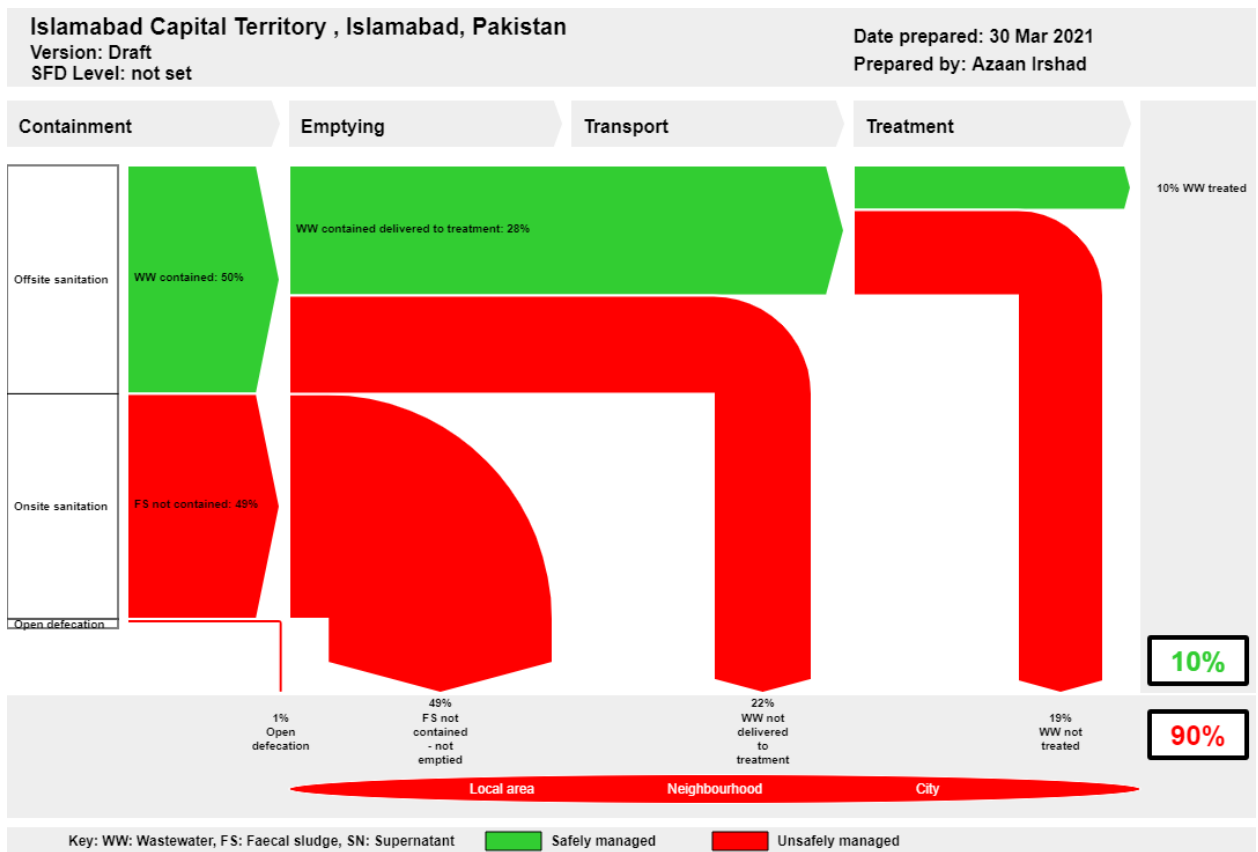 Islamabad Capital Territory , Islamabad, Pakistan
Version: Draft
SFD Level: not set
Date prepared: 30 Mar 2021
Prepared by: Azaan Irshad
Containment
Emptying
Transport
Treatment
Offsite sanitation
WW contained: 50%
WW contained delivered to treatment: 28%
10% WW treated
Onsite sanitation
FS not contained: 49%
Open defecation
10%
1%
Open
defecation
49%
FS not
contained
- not
emptied
22%
WW not
delivered
to
treatment
19%
WW not
treated
90%
Local area
Neighbourhood
City
Key: WW: Wastewater, FS: Faecal sludge, SN: Supernatant
Safely managed
Unsafely managed